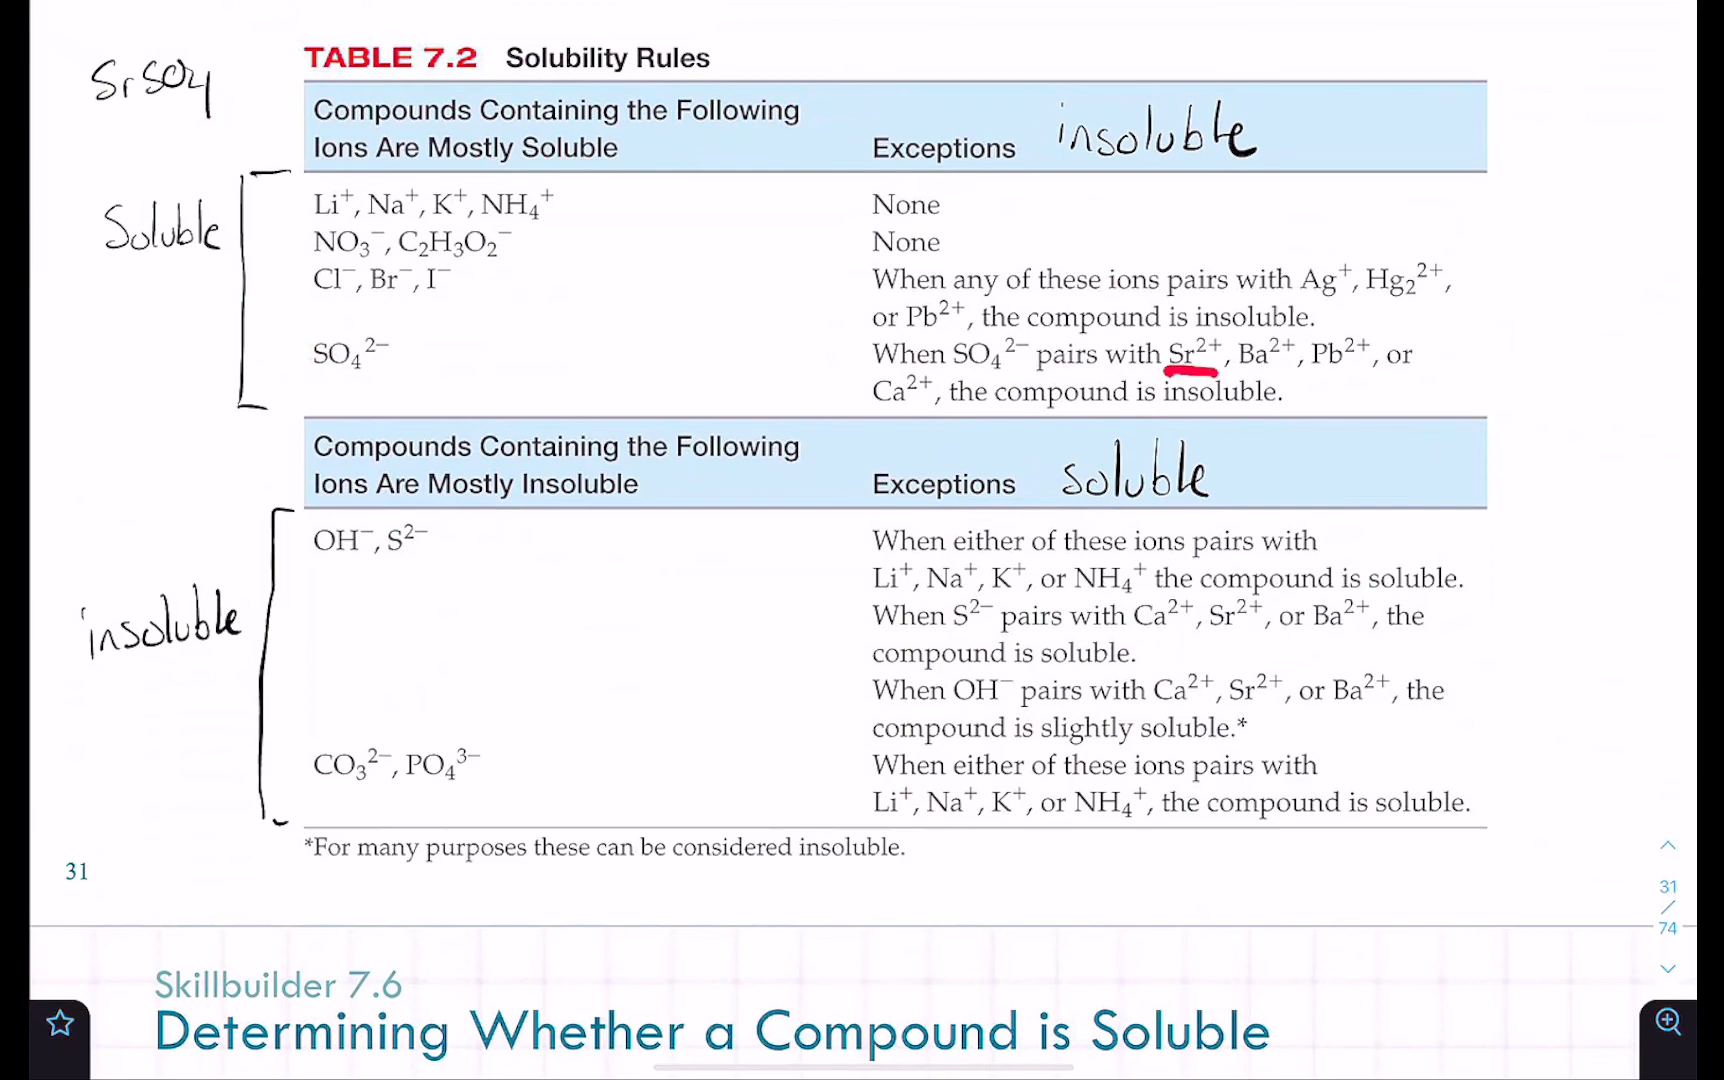 SrSO4
TABLE 7.2 Solubility Rules
Compounds Containing the Following
Ions Are Mostly Soluble
Exceptions insoluble
Soluble
Li⁺, Na⁺, K⁺, NH₄⁺ None
NO₃⁻, C₂H₃O₂⁻ None
Cl⁻, Br⁻, I⁻ When any of these ions pairs with Ag⁺, Hg₂²⁺,
or Pb²⁺, the compound is insoluble.
SO₄²⁻ When SO₄²⁻ pairs with Sr²⁺, Ba²⁺, Pb²⁺, or
Ca²⁺, the compound is insoluble.
Compounds Containing the Following
Ions Are Mostly Insoluble
Exceptions soluble
insoluble
OH⁻, S²⁻ When either of these ions pairs with
Li⁺, Na⁺, K⁺, or NH₄⁺ the compound is soluble.
When S²⁻ pairs with Ca²⁺, Sr²⁺, or Ba²⁺, the
compound is soluble.
When OH⁻ pairs with Ca²⁺, Sr²⁺, or Ba²⁺, the
compound is slightly soluble.*
CO₃²⁻, PO₄³⁻ When either of these ions pairs with
Li⁺, Na⁺, K⁺, or NH₄⁺, the compound is soluble.
*For many purposes these can be considered insoluble.
31
31
/
74
Skillbuilder 7.6
Determining Whether a Compound is Soluble